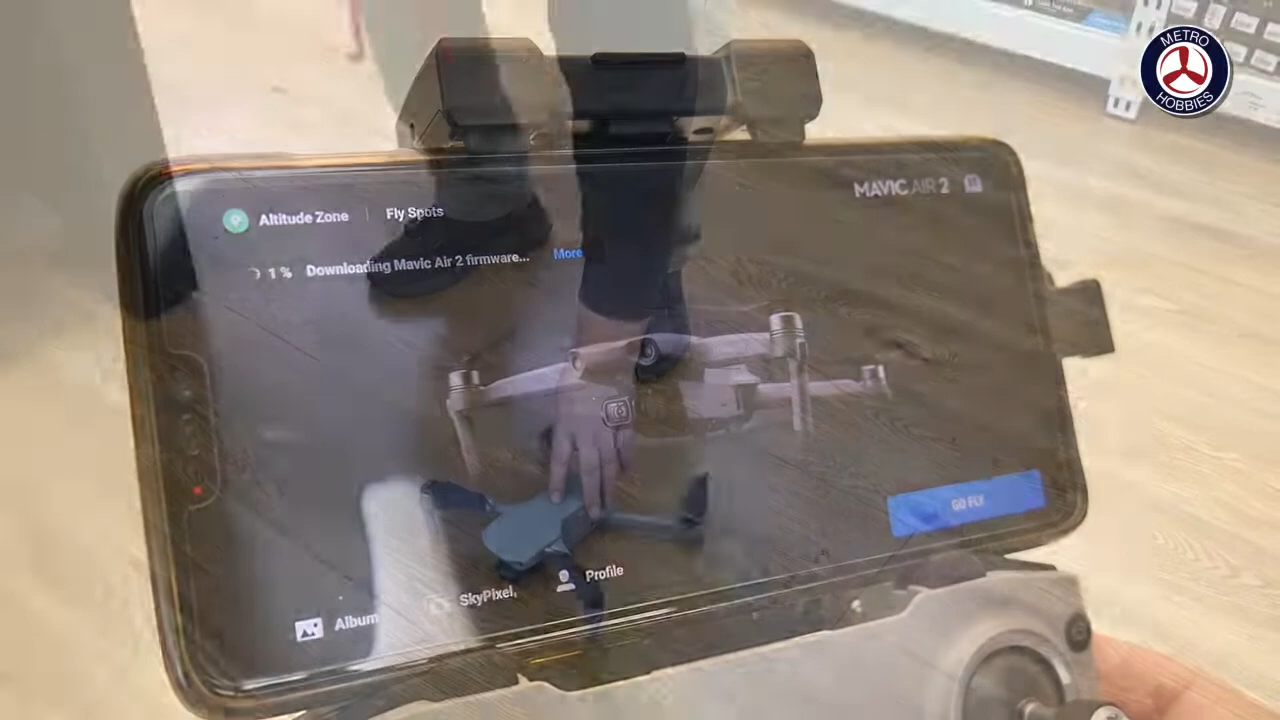 METRO
HOBBIES
MAVIC AIR 2
Altitude Zone | Fly Spots
1 % Downloading Mavic Air 2 firmware... More
GO FLY
Album
SkyPixel
Profile